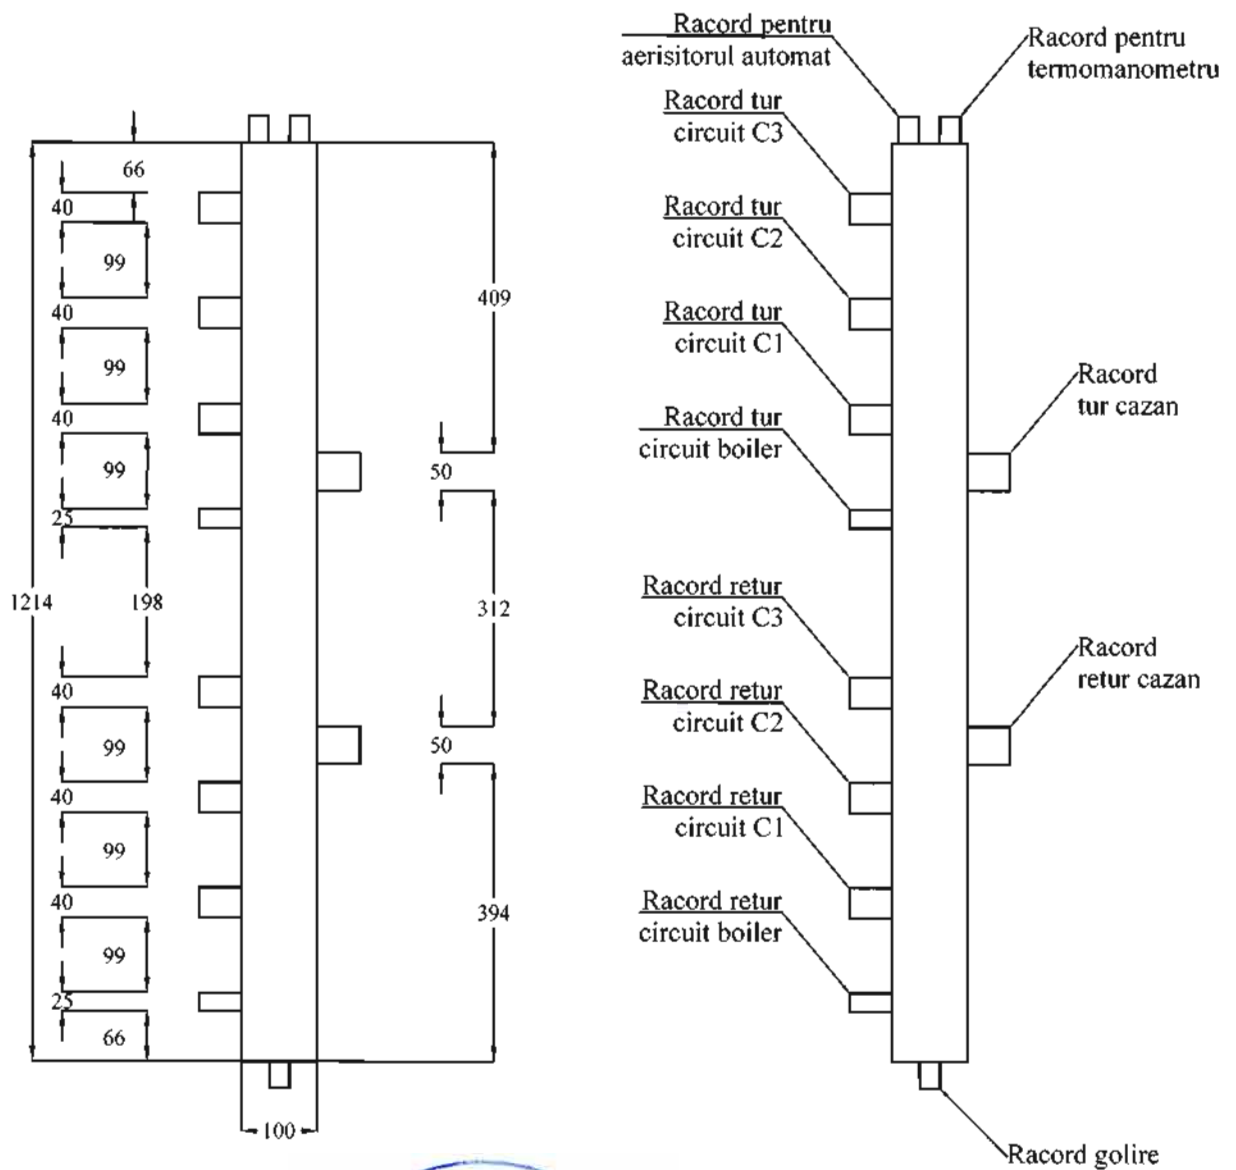 66
40
99
40
99
40
99
25
1214
198
40
99
40
99
40
99
25
66
100
409
50
312
50
394
Racord pentru
aerisitorul automat
Racord pentru
termomanometru
Racord tur
circuit C3
Racord tur
circuit C2
Racord tur
circuit C1
Racord tur
circuit boiler
Racord
tur cazan
Racord retur
circuit C3
Racord retur
circuit C2
Racord retur
circuit C1
Racord retur
circuit boiler
Racord
retur cazan
Racord golire